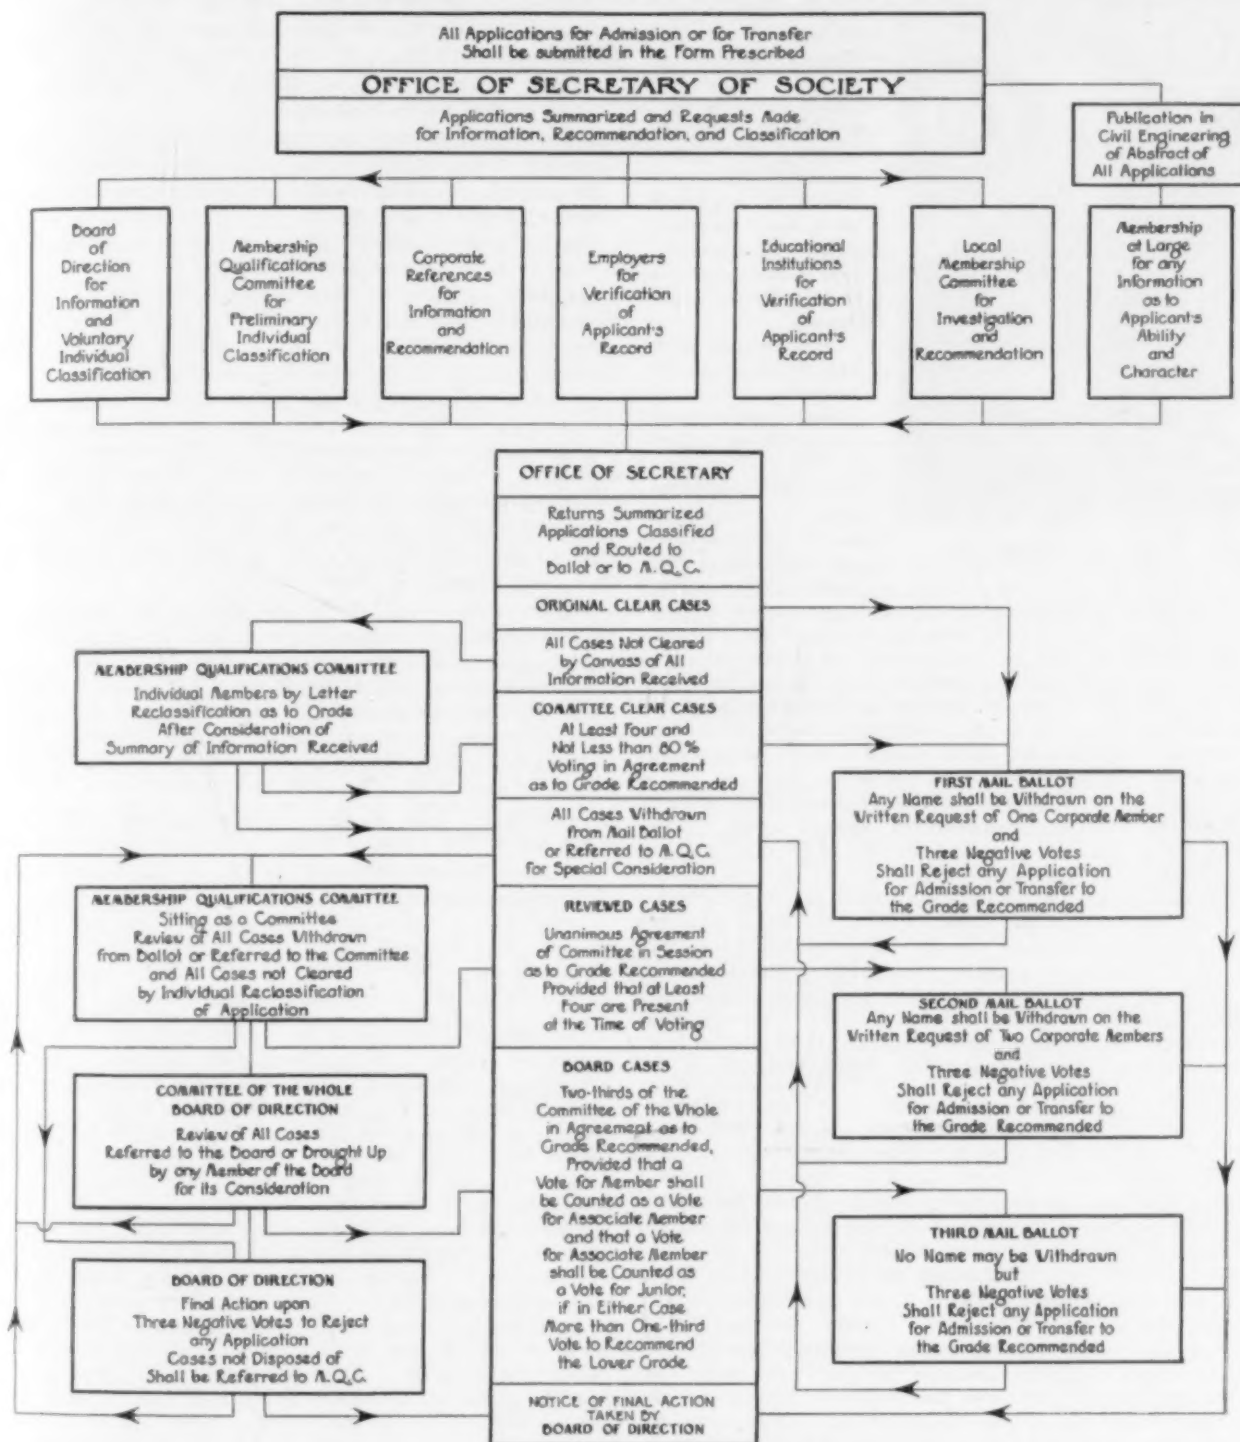 All Applications for Admission or for Transfer
Shall be submitted in the Form Prescribed
OFFICE OF SECRETARY OF SOCIETY
Applications Summarized and Requests Made
for Information, Recommendation, and Classification
Publication in
Civil Engineering
of Abstract of
All Applications
Board
of
Direction
for
Information
and
Voluntary
Individual
Classification
Membership
Qualifications
Committee
for
Preliminary
Individual
Classification
Corporate
References
for
Information
and
Recommendation
Employers
for
Verification
of
Applicant's
Record
Educational
Institutions
for
Verification
of
Applicant's
Record
Local
Membership
Committee
for
Investigation
and
Recommendation
Membership
at Large
for any
Information
as to
Applicant's
Ability
and
Character
OFFICE OF SECRETARY
Returns Summarized
Applications Classified
and Routed to
Ballot or to M.Q.C.
ORIGINAL CLEAR CASES
All Cases Not Cleared
by Canvass of All
Information Received
MEMBERSHIP QUALIFICATIONS COMMITTEE
Individual Members by Letter
Reclassification as to Grade
After Consideration of
Summary of Information Received
COMMITTEE CLEAR CASES
At Least Four and
Not Less than 80%
Voting in Agreement
as to Grade Recommended
All Cases Withdrawn
from Mail Ballot
or Referred to M.Q.C.
for Special Consideration
FIRST MAIL BALLOT
Any Name shall be Withdrawn on the
Written Request of One Corporate Member
and
Three Negative Votes
Shall Reject any Application
for Admission or Transfer to
the Grade Recommended
MEMBERSHIP QUALIFICATIONS COMMITTEE
Sitting as a Committee
Review of All Cases Withdrawn
from Ballot or Referred to the Committee
and All Cases not Cleared
by Individual Reclassification
of Application
REVIEWED CASES
Unanimous Agreement
of Committee in Session
as to Grade Recommended
Provided that at Least
Four are Present
at the Time of Voting
SECOND MAIL BALLOT
Any Name shall be Withdrawn on the
Written Request of Two Corporate Members
and
Three Negative Votes
Shall Reject any Application
for Admission or Transfer to
the Grade Recommended
COMMITTEE OF THE WHOLE
BOARD OF DIRECTION
Review of All Cases
Referred to the Board or Brought Up
by any Member of the Board
for its Consideration
BOARD CASES
Two-thirds of the
Committee of the Whole
in Agreement as to
Grade Recommended,
Provided that a
Vote for Member shall
be Counted as a Vote
for Associate Member
and that a Vote
for Associate Member
shall be Counted as
a Vote for Junior,
if in Either Case
More than One-third
Vote to Recommend
the Lower Grade
THIRD MAIL BALLOT
No Name may be Withdrawn
but
Three Negative Votes
Shall Reject any Application
for Admission or Transfer to
the Grade Recommended
BOARD OF DIRECTION
Final Action upon
Three Negative Votes to Reject
any Application
Cases not Disposed of
Shall be Referred to M.Q.C.
NOTICE OF FINAL ACTION
TAKEN BY
BOARD OF DIRECTION